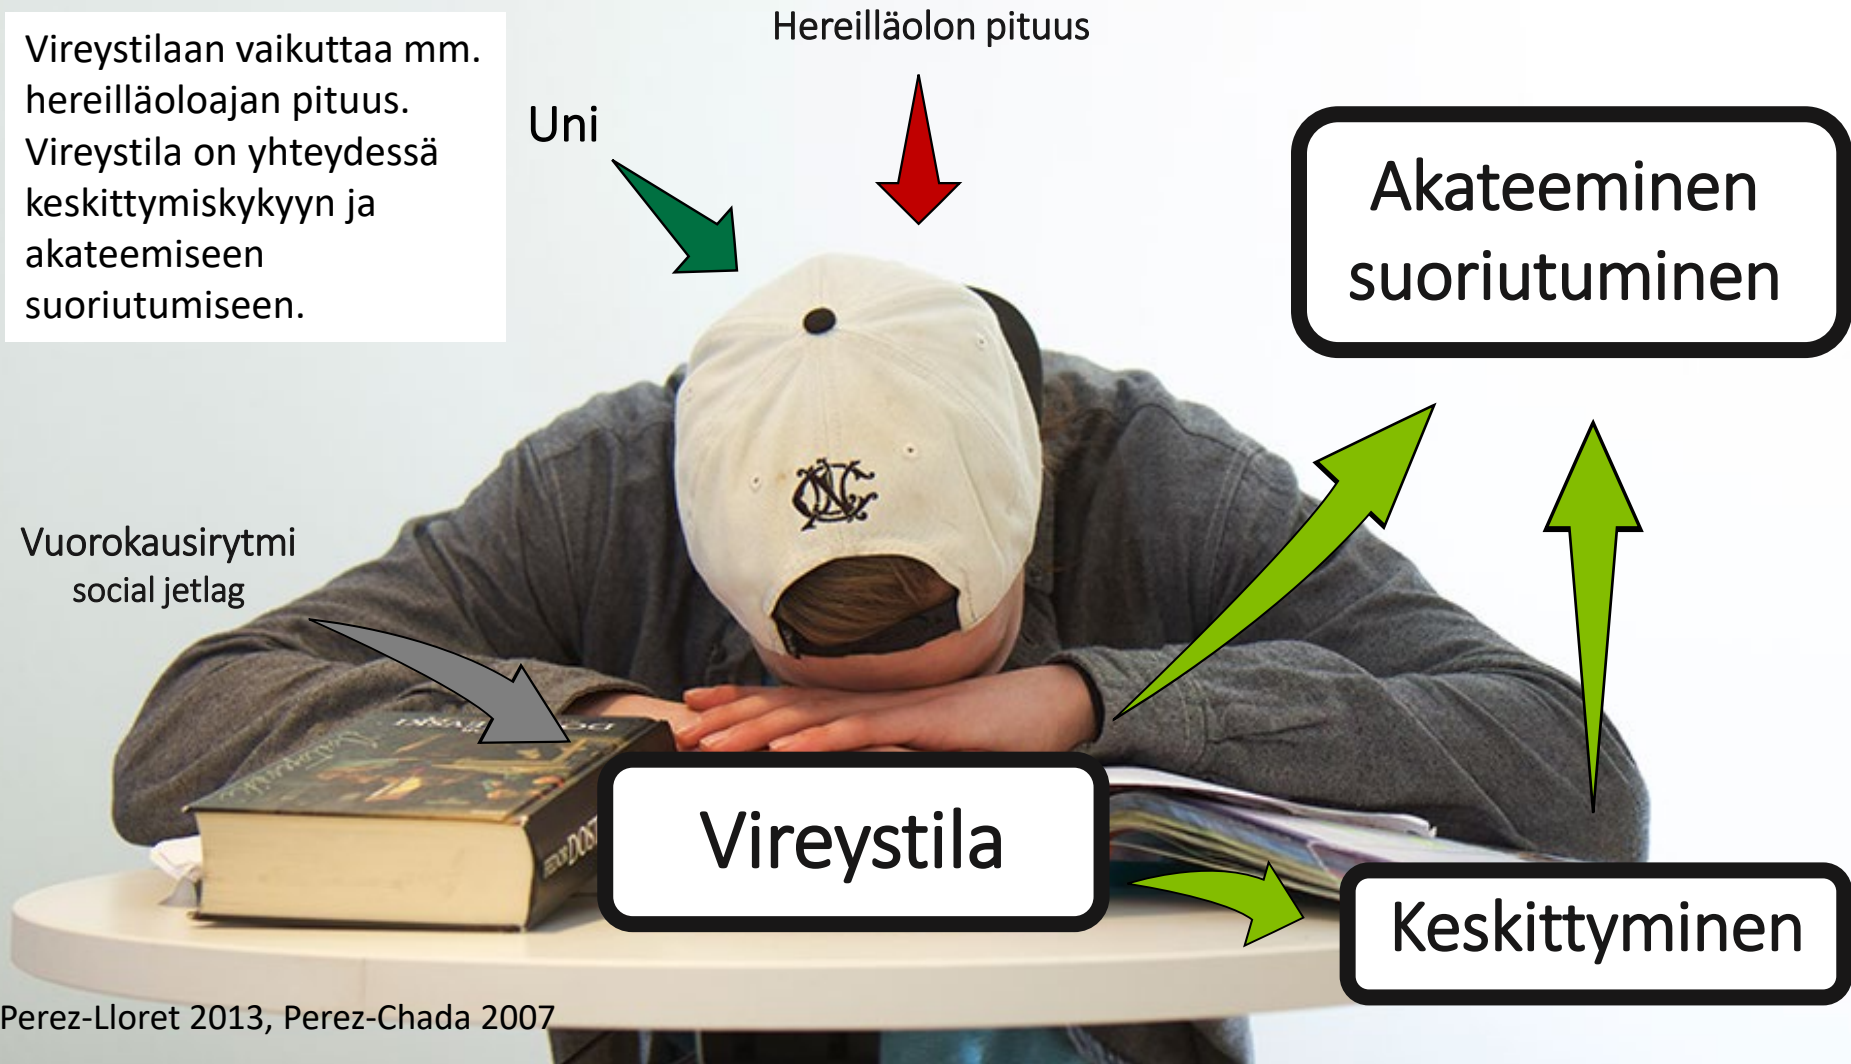 Vireystilaan vaikuttaa mm.
hereilläoloajan pituus.
Vireystila on yhteydessä
keskittymiskykyyn ja
akateemiseen
suoriutumiseen.
Hereilläolon pituus
Uni
Akateeminen
suoriutuminen
Vuorokausirytmi
social jetlag
Vireystila
Keskittyminen
Perez-Lloret 2013, Perez-Chada 2007